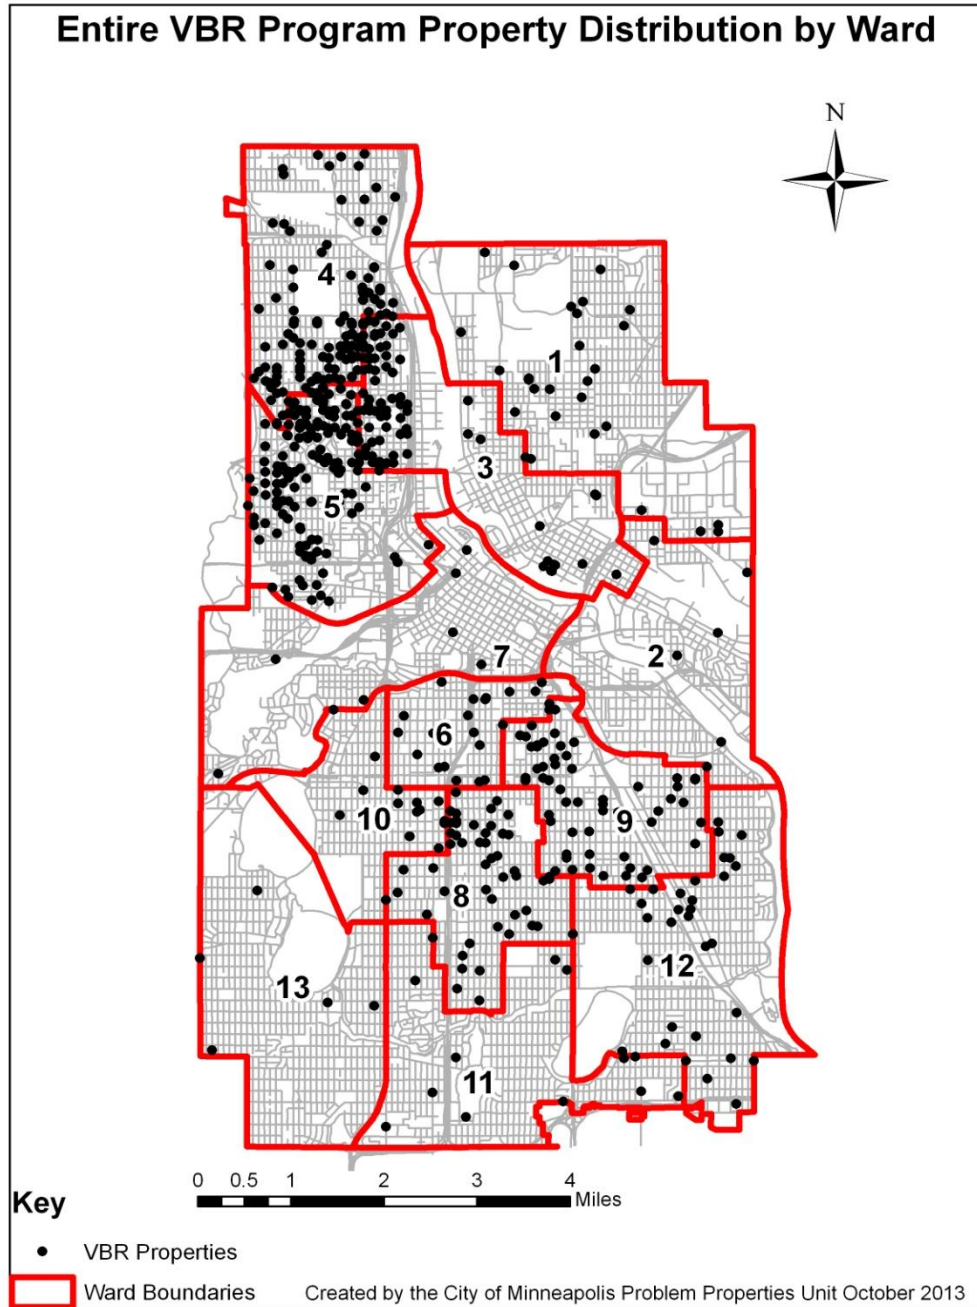 Entire VBR Program Property Distribution by Ward
N
4
1
3
5
2
7
6
10
9
8
12
13
11
0 0.5 1 2 3 4
Miles
Key
VBR Properties
Ward Boundaries
Created by the City of Minneapolis Problem Properties Unit October 2013